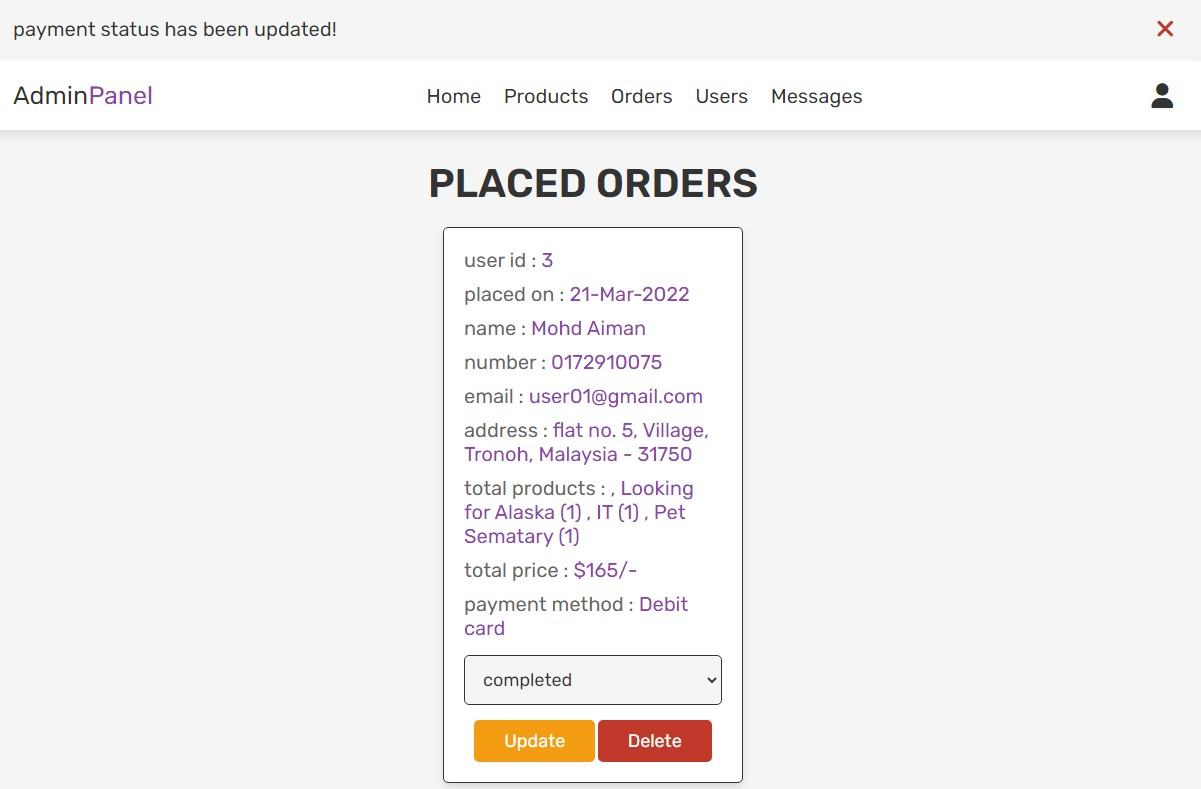 payment status has been updated!
AdminPanel Home Products Orders Users Messages
PLACED ORDERS
user id : 3
placed on : 21-Mar-2022
name : Mohd Aiman
number : 0172910075
email : user01@gmail.com
address : flat no. 5, Village,
Tronoh, Malaysia - 31750
total products : , Looking
for Alaska (1) , IT (1) , Pet
Sematary (1)
total price : $165/-
payment method : Debit
card
completed
Update Delete